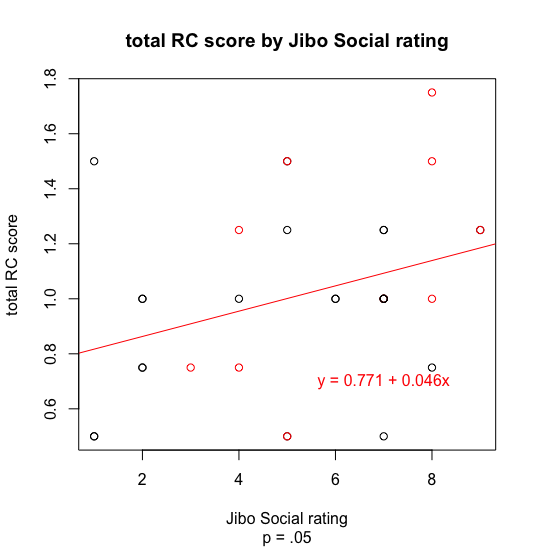 total RC score by Jibo Social rating
total RC score
1.8
1.6
1.4
1.2
1.0
0.8
0.6
y = 0.771 + 0.046x
2 4 6 8
Jibo Social rating
p = .05